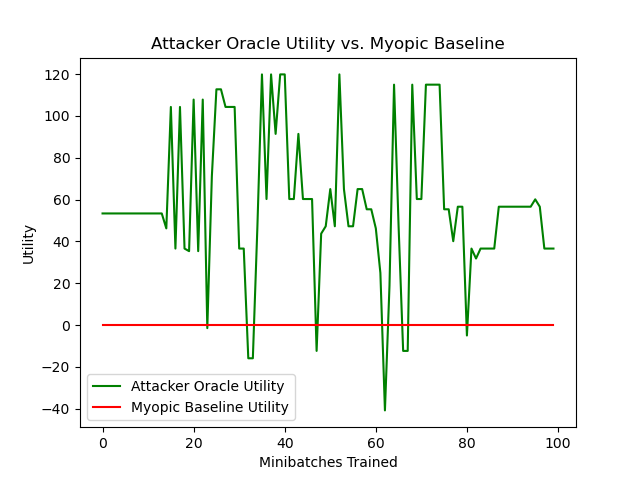 Attacker Oracle Utility vs. Myopic Baseline
120
100
80
60
40
20
0
−20
−40
Utility
Attacker Oracle Utility
Myopic Baseline Utility
0 20 40 60 80 100
Minibatches Trained